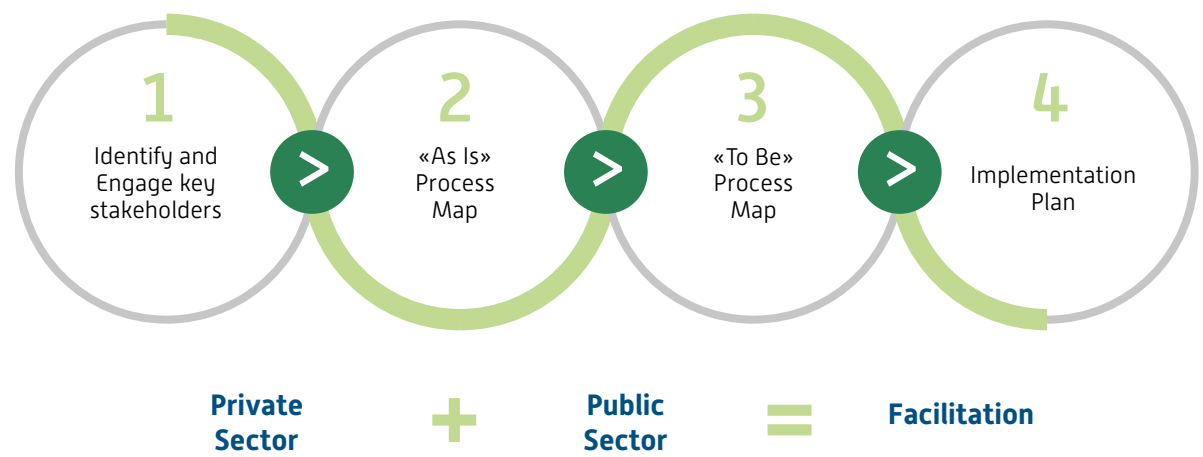 1
Identify and
Engage key
stakeholders
>
2
«As Is»
Process
Map
>
3
«To Be»
Process
Map
>
4
Implementation
Plan
Private
Sector
+
Public
Sector
=
Facilitation